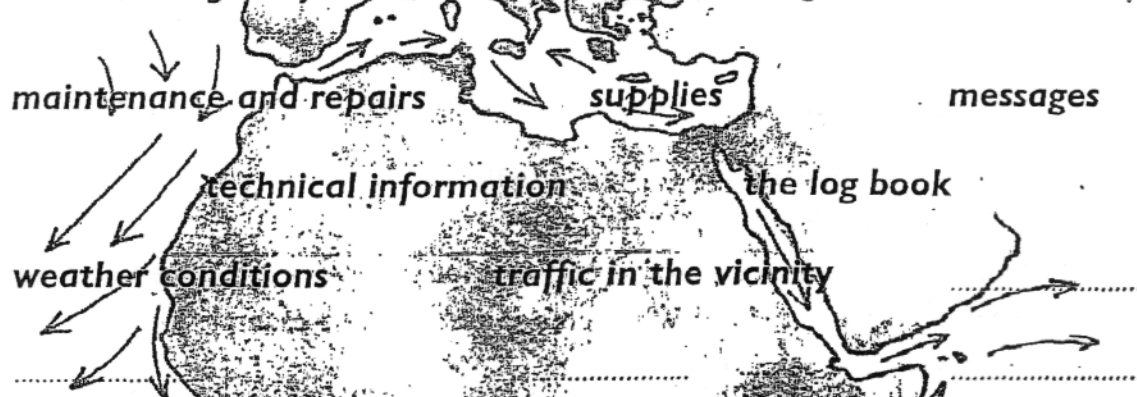 maintenance and repairs supplies messages
technical information the log book
weather conditions traffic in the vicinity